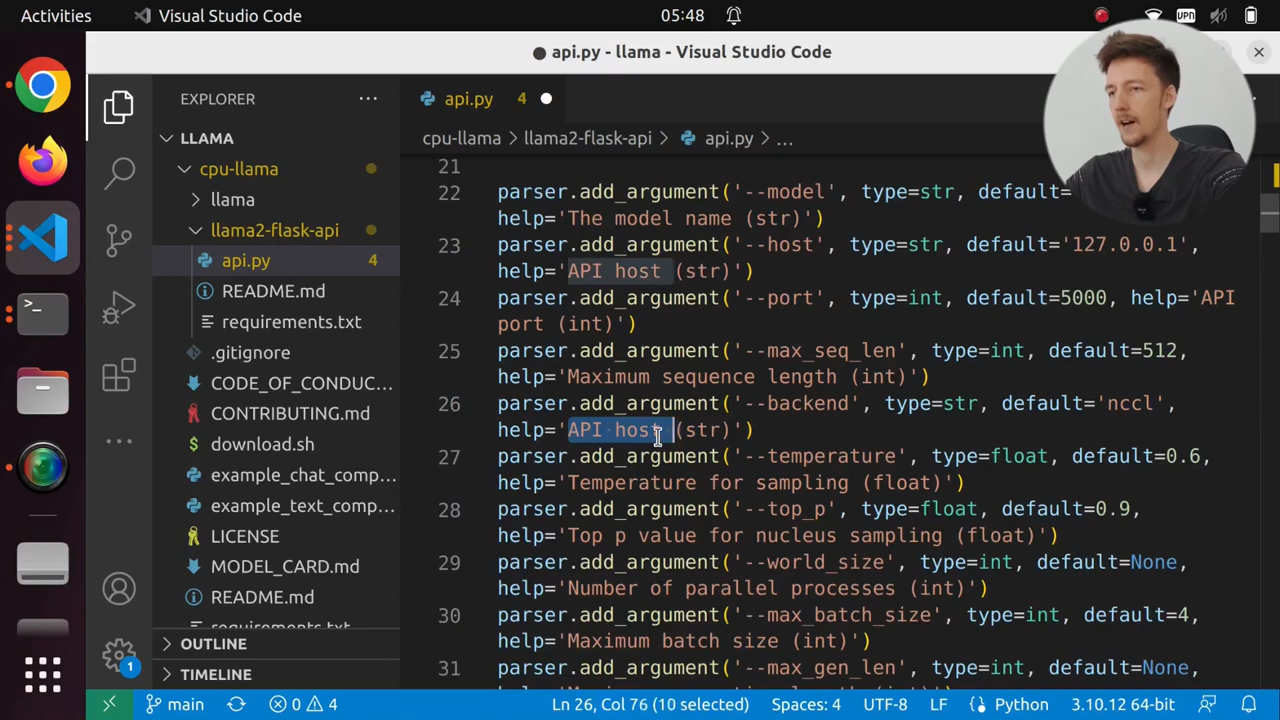 Activities
Visual Studio Code
05:48
VPN
api.py - llama - Visual Studio Code
EXPLORER
api.py 4
LLAMA
cpu-llama > llama2-flask-api > api.py > ...
cpu-llama
llama
llama2-flask-api
api.py 4
README.md
requirements.txt
.gitignore
CODE_OF_CONDUC...
CONTRIBUTING.md
download.sh
example_chat_comp...
example_text_comp...
LICENSE
MODEL_CARD.md
README.md
requirements.txt
OUTLINE
TIMELINE
21
22 parser.add_argument('--model', type=str, default=
help='The model name (str)')
23 parser.add_argument('--host', type=str, default='127.0.0.1',
help='API host (str)')
24 parser.add_argument('--port', type=int, default=5000, help='API
port (int)')
25 parser.add_argument('--max_seq_len', type=int, default=512,
help='Maximum sequence length (int)')
26 parser.add_argument('--backend', type=str, default='nccl',
help='API host (str)')
27 parser.add_argument('--temperature', type=float, default=0.6,
help='Temperature for sampling (float)')
28 parser.add_argument('--top_p', type=float, default=0.9,
help='Top p value for nucleus sampling (float)')
29 parser.add_argument('--world_size', type=int, default=None,
help='Number of parallel processes (int)')
30 parser.add_argument('--max_batch_size', type=int, default=4,
help='Maximum batch size (int)')
31 parser.add_argument('--max_gen_len', type=int, default=None,
1
main
0 4
Ln 26, Col 76 (9 selected)
Spaces: 4
UTF-8
LF
Python
3.10.12 64-bit